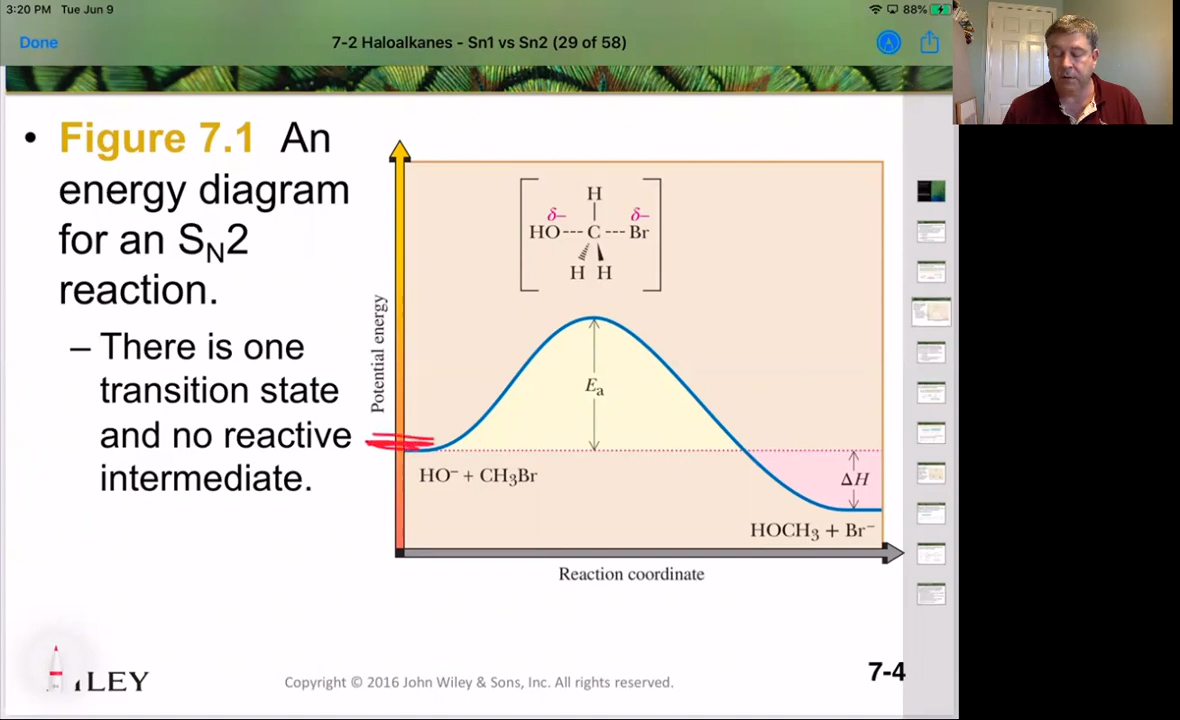 3:20 PM Tue Jun 9
88%
Done
7-2 Haloalkanes - Sn1 vs Sn2 (29 of 58)
• Figure 7.1 An
energy diagram
for an SN2
reaction.
– There is one
transition state
and no reactive
intermediate.
Potential energy
H
δ– δ–
HO---C---Br
H H
Ea
HO⁻ + CH₃Br
ΔH
HOCH₃ + Br⁻
Reaction coordinate
ILEY
Copyright © 2016 John Wiley & Sons, Inc. All rights reserved.
7-4